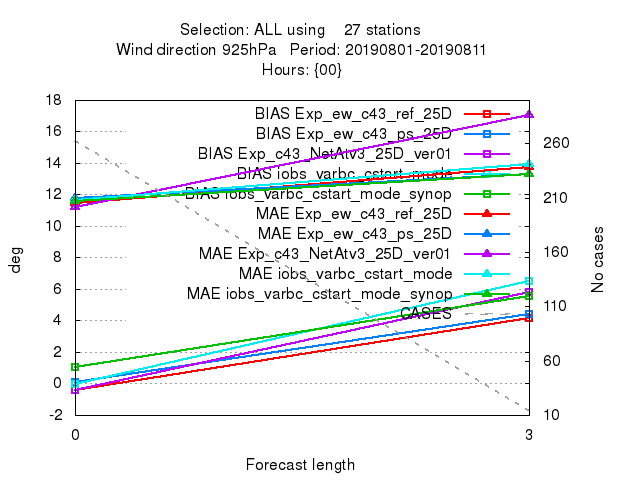 Selection: ALL using 27 stations
Wind direction 925hPa Period: 20190801-20190811
Hours: {00}
18
16
14
12
10
8
6
4
2
0
-2
deg
BIAS Exp_ew_c43_ref_25D
BIAS Exp_ew_c43_ps_25D
BIAS Exp_c43_NetAtv3_25D_ver01
BIAS iobs_varbc_cstart_mode
BIAS iobs_varbc_cstart_mode_synop
MAE Exp_ew_c43_ref_25D
MAE Exp_ew_c43_ps_25D
MAE Exp_c43_NetAtv3_25D_ver01
MAE iobs_varbc_cstart_mode
MAE iobs_varbc_cstart_mode_synop
CASES
260
210
160
110
60
10
No cases
0
3
Forecast length